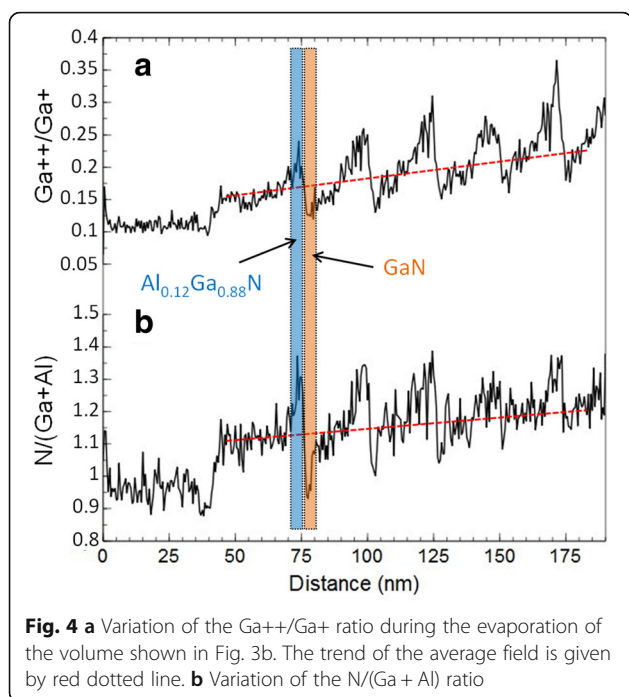 0.4
a
0.35
0.3
0.25
0.2
0.15
0.1
0.05
Ga++/Ga+
Al0.12Ga0.88N
GaN
b
1.5
1.4
1.3
1.2
1.1
1
0.9
0.8
N/(Ga+Al)
0 25 50 75 100 125 150 175
Distance (nm)
Fig. 4 a Variation of the Ga++/Ga+ ratio during the evaporation of
the volume shown in Fig. 3b. The trend of the average field is given
by red dotted line. b Variation of the N/(Ga + Al) ratio